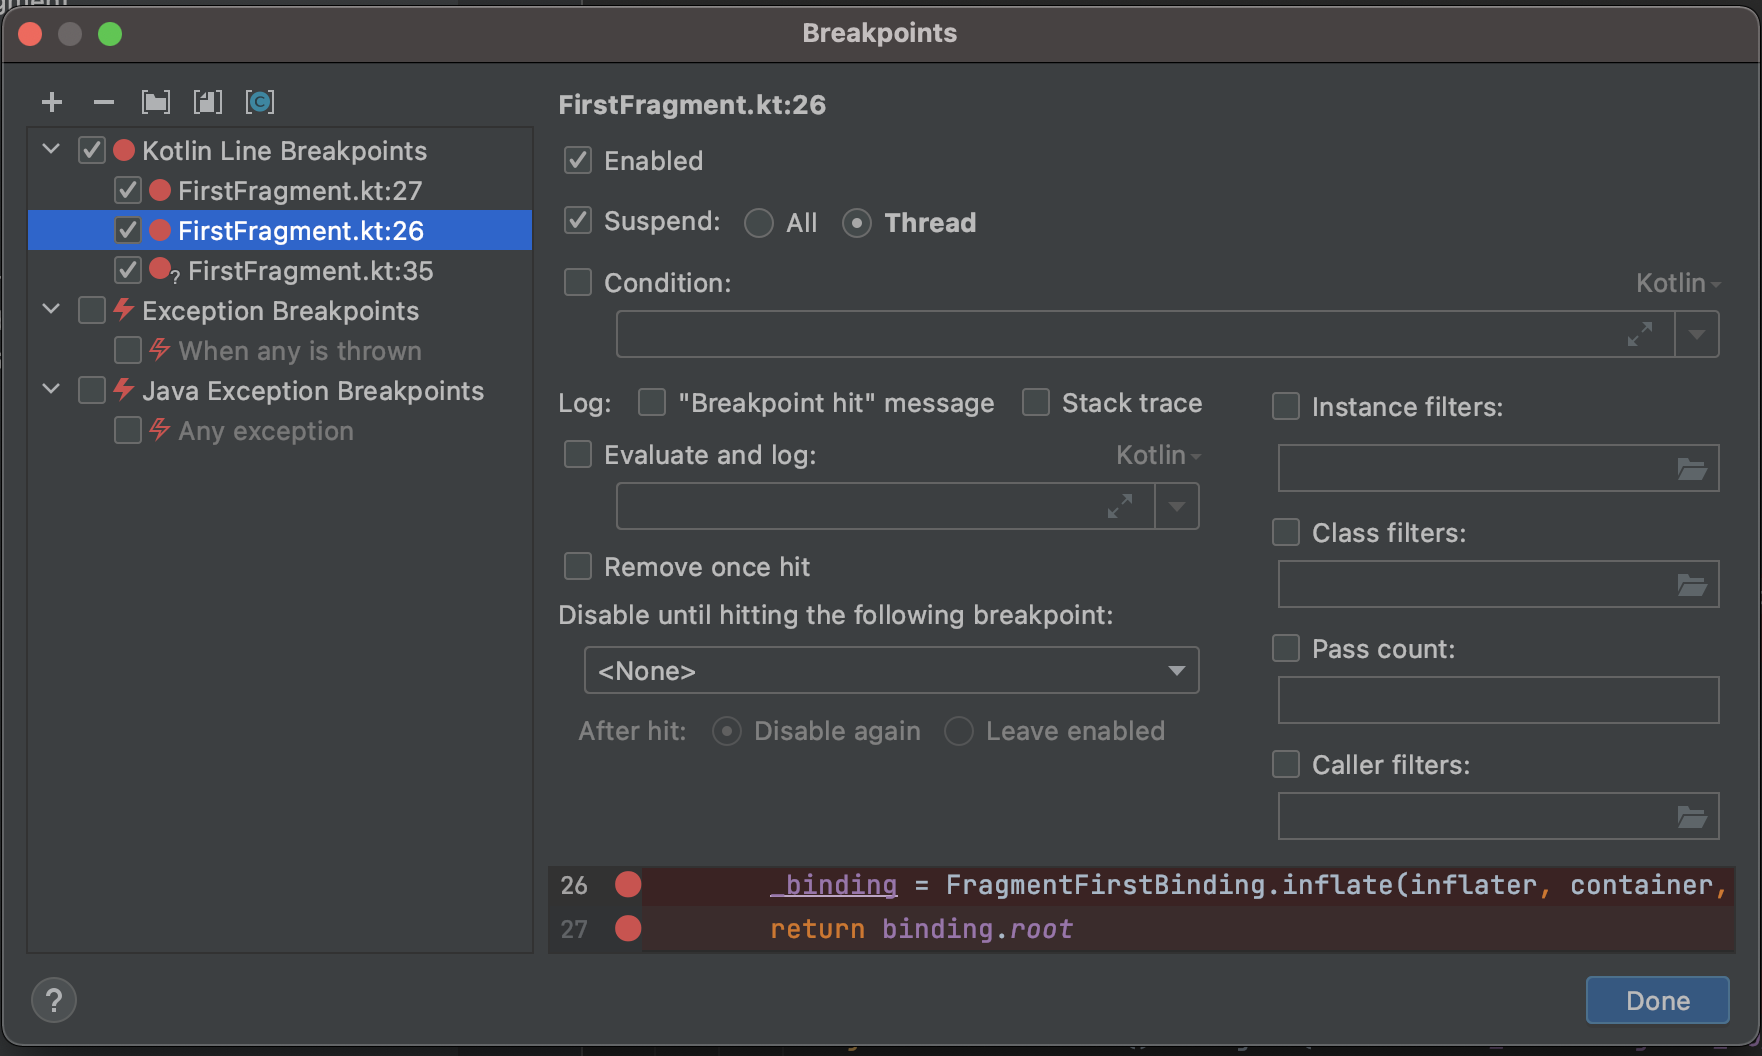 Breakpoints
FirstFragment.kt:26
Kotlin Line Breakpoints
FirstFragment.kt:27
FirstFragment.kt:26
? FirstFragment.kt:35
Exception Breakpoints
When any is thrown
Java Exception Breakpoints
Any exception
Enabled
Suspend: All Thread
Condition: Kotlin
Log: "Breakpoint hit" message Stack trace
Evaluate and log: Kotlin
Remove once hit
Disable until hitting the following breakpoint:
<None>
After hit: Disable again Leave enabled
Instance filters:
Class filters:
Pass count:
Caller filters:
26 _binding = FragmentFirstBinding.inflate(inflater, container,
27 return binding.root
?
Done